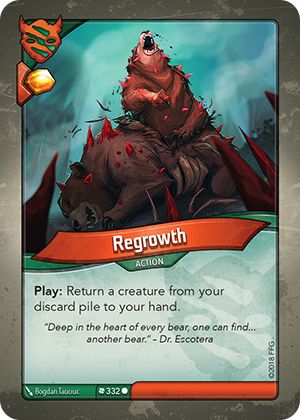 Regrowth
ACTION
Play: Return a creature from your
discard pile to your hand.
"Deep in the heart of every bear, one can find...
another bear." - Dr. Escotera
Bogdan Tauciuc
332
©2018 FFG